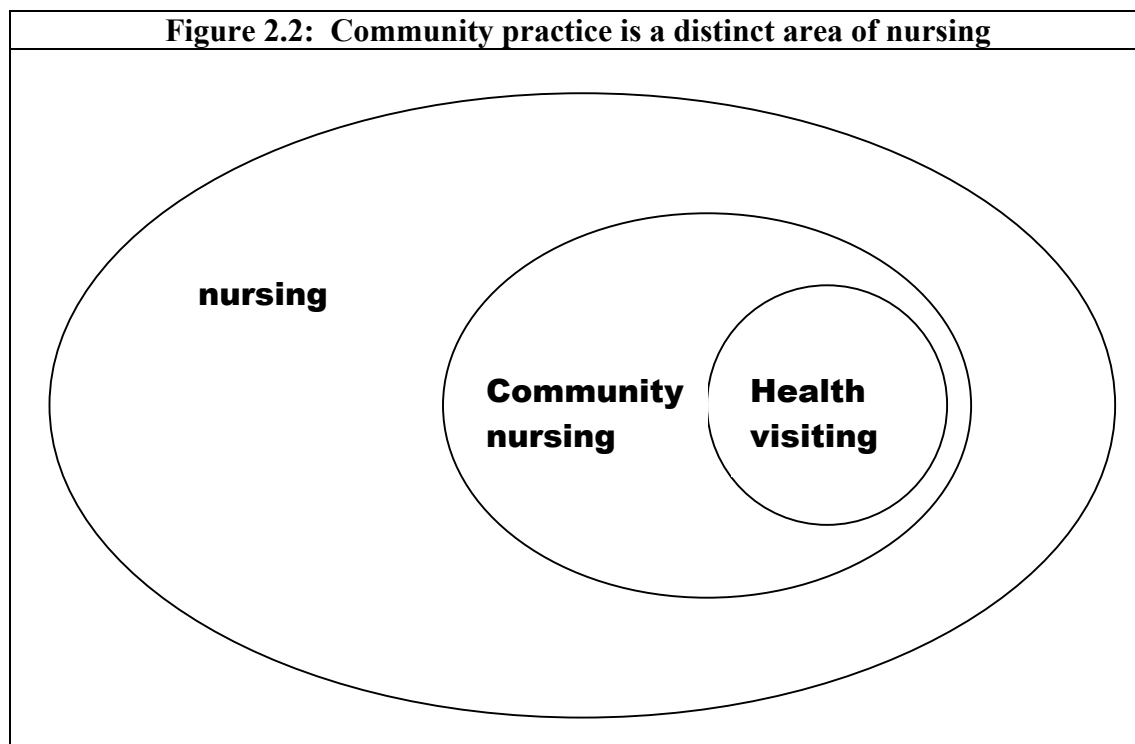 Figure 2.2:  Community practice is a distinct area of nursing
nursing
Community
nursing
Health
visiting